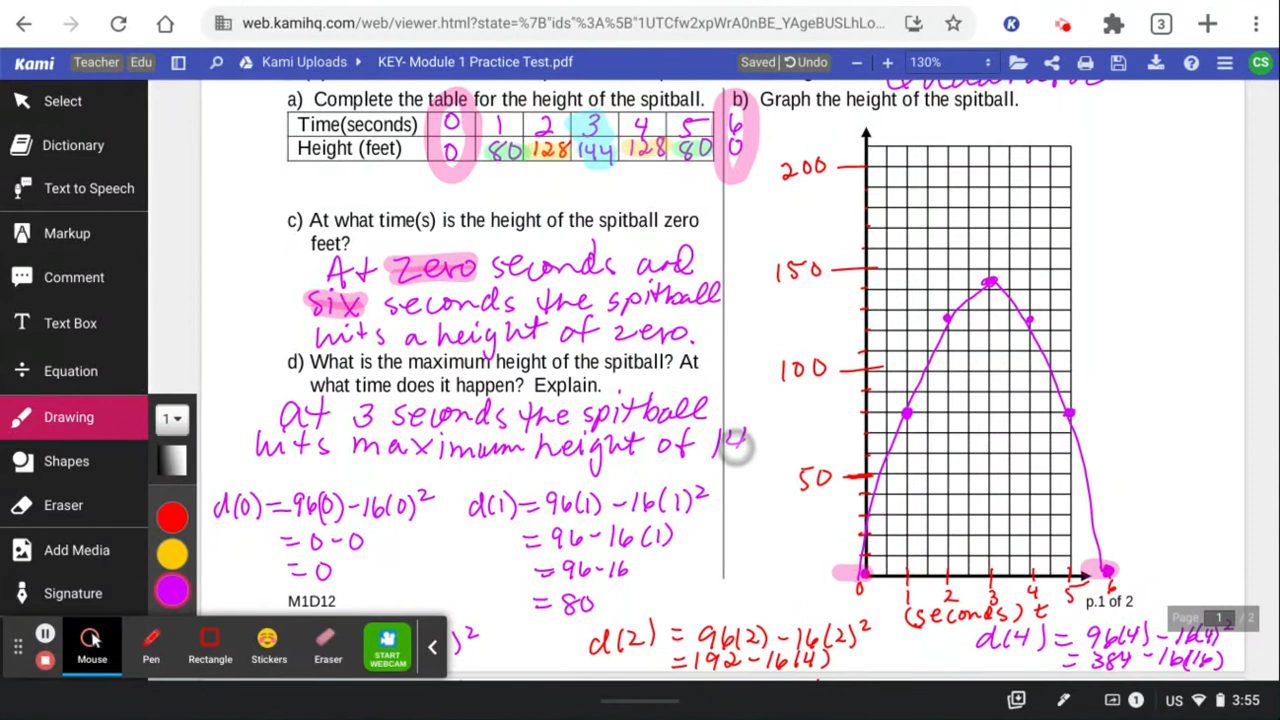 web.kamihq.com/web/viewer.html?state=%7B"ids"%3A%5B"1UTCfw2xpWrA0nBE_YAgeBUSLhLo...
3
Kami Teacher Edu Kami Uploads > KEY- Module 1 Practice Test.pdf Saved Undo 130% CS
Select
Dictionary
Text to Speech
Markup
Comment
Text Box
Equation
Drawing
1
Shapes
Eraser
Add Media
Signature
a) Complete the table for the height of the spitball.
Time(seconds) 0 1 2 3 4 5 6
Height (feet) 0 80 128 144 128 80 0
c) At what time(s) is the height of the spitball zero
feet?
At zero seconds and
six seconds the spitball
hits a height of zero.
d) What is the maximum height of the spitball? At
what time does it happen? Explain.
At 3 seconds the spitball
hits maximum height of 14
d(0) = 96(0) - 16(0)²
= 0 - 0
= 0
d(1) = 96(1) - 16(1)²
= 96 - 16(1)
= 96 - 16
= 80
M1D12
b) Graph the height of the spitball.
200
150
100
50
0 1 2 3 4 5 6
(seconds) t
p.1 of 2
Page 1 / 2
)²
d(2) = 96(2) - 16(2)²
= 192 - 16(4)
d(4) = 96(4) - 16(4)²
= 384 - 16(16)
Mouse
Pen
Rectangle
Stickers
Eraser
START
WEBCAM
1 US 3:55